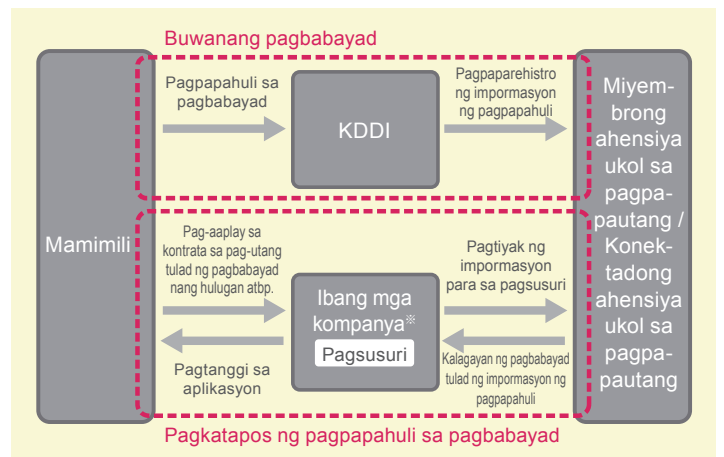 Buwanang pagbabayad
Mamimili
Pagpapahuli sa
pagbabayad
KDDI
Pagpaparehistro
ng impormasyon
ng pagpapahuli
Miyem-
brong
ahensiya
ukol sa
pagpa-
pautang /
Konek-
tadong
ahensiya
ukol sa
pagpa-
pautang
Pag-aaplay sa
kontrata sa pag-utang
tulad ng pagbabayad
nang hulugan atbp.
Pagtanggi sa
aplikasyon
Ibang mga
kompanya※
Pagsusuri
Pagtiyak ng
impormasyon
para sa pagsusuri
Kalagayan ng pagbabayad
tulad ng impormasyon ng
pagpapahuli
Pagkatapos ng pagpapahuli sa pagbabayad